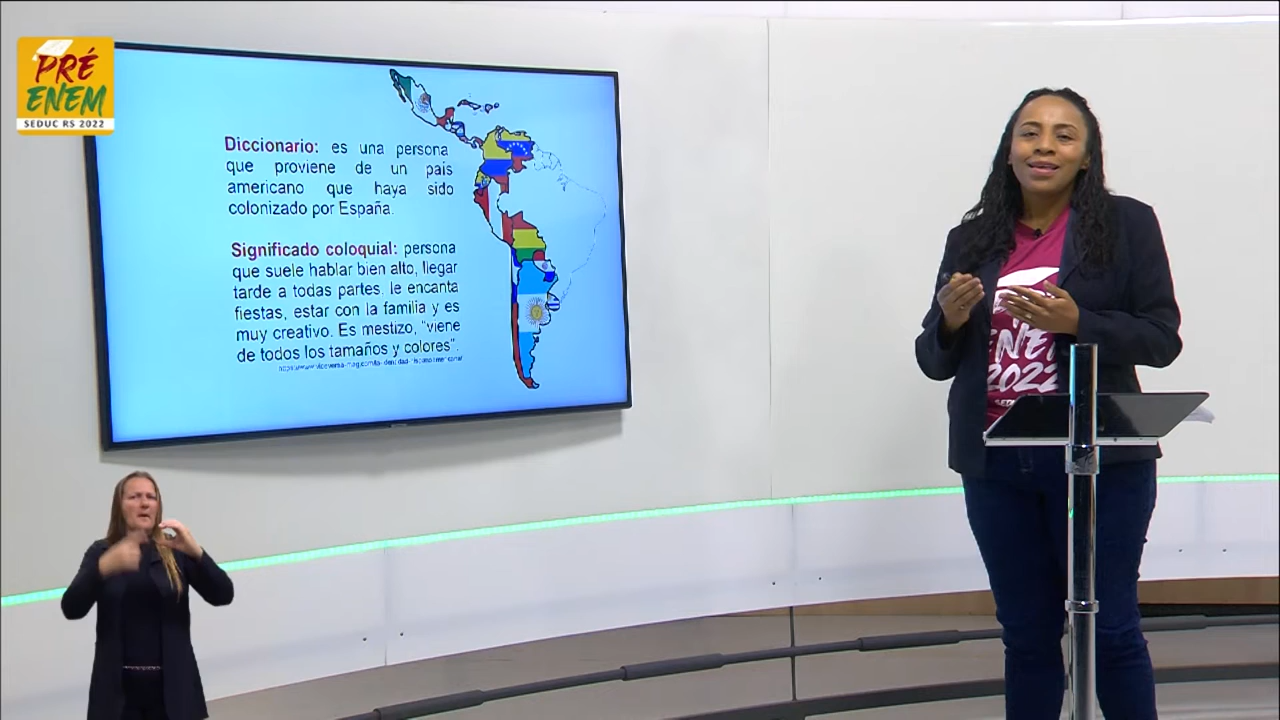 PRÉ
ENEM
SEDUC RS 2022
Diccionario: es una persona
que proviene de un país
americano que haya sido
colonizado por España.
Significado coloquial: persona
que suele hablar bien alto, llegar
tarde a todas partes. le encanta
fiestas, estar con la familia y es
muy creativo. Es mestizo, "viene
de todos los tamaños y colores".
ENEM
2022